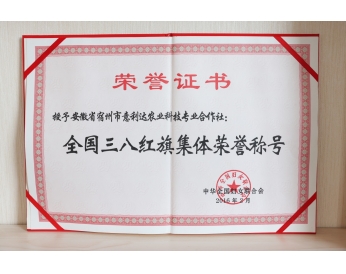 荣誉证书
授予安徽省宿州市意利达农业科技专业合作社：
全国三八红旗集体荣誉称号
中华全国妇女联合会
2016年2月